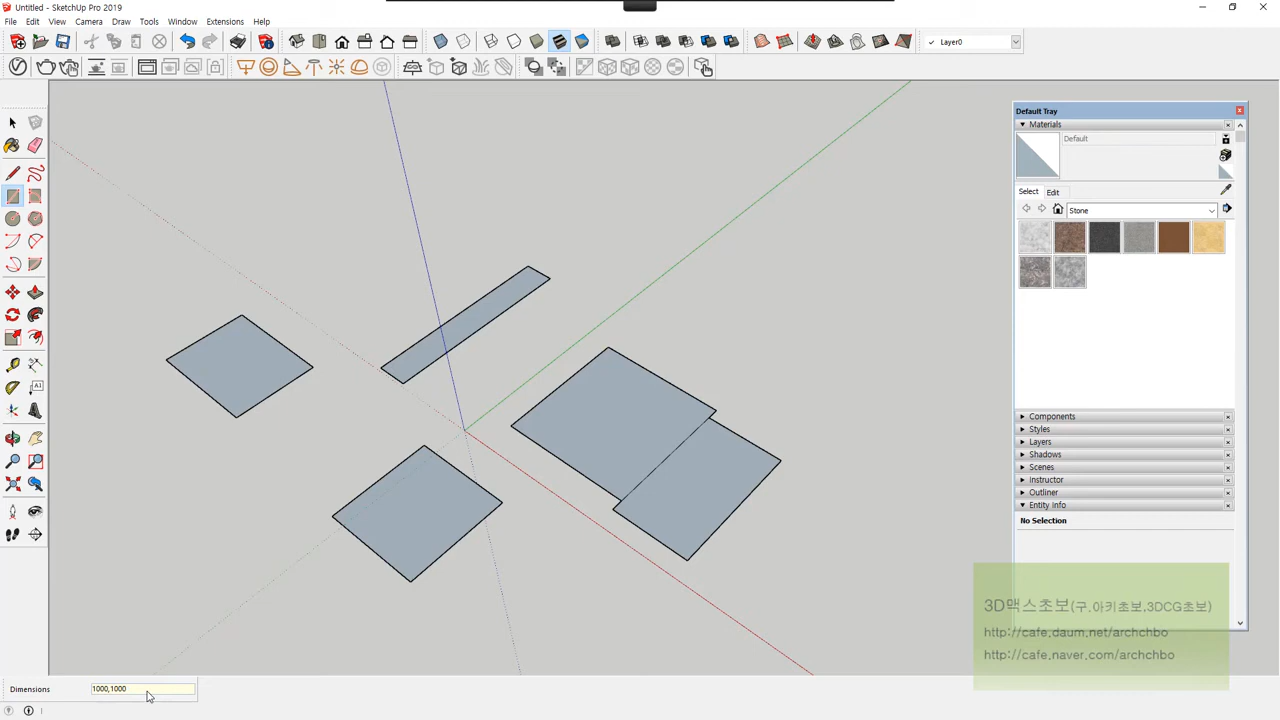 Untitled - SketchUp Pro 2019
File Edit View Camera Draw Tools Window Extensions Help
Layer0
Default Tray
Materials
Default
Select Edit
Stone
Components
Styles
Layers
Shadows
Scenes
Instructor
Outliner
Entity Info
No Selection
3D맥스초보(구.아키초보,3DCG초보)
http://cafe.daum.net/archchbo
http://cafe.naver.com/archchbo
Dimensions 1000,1000